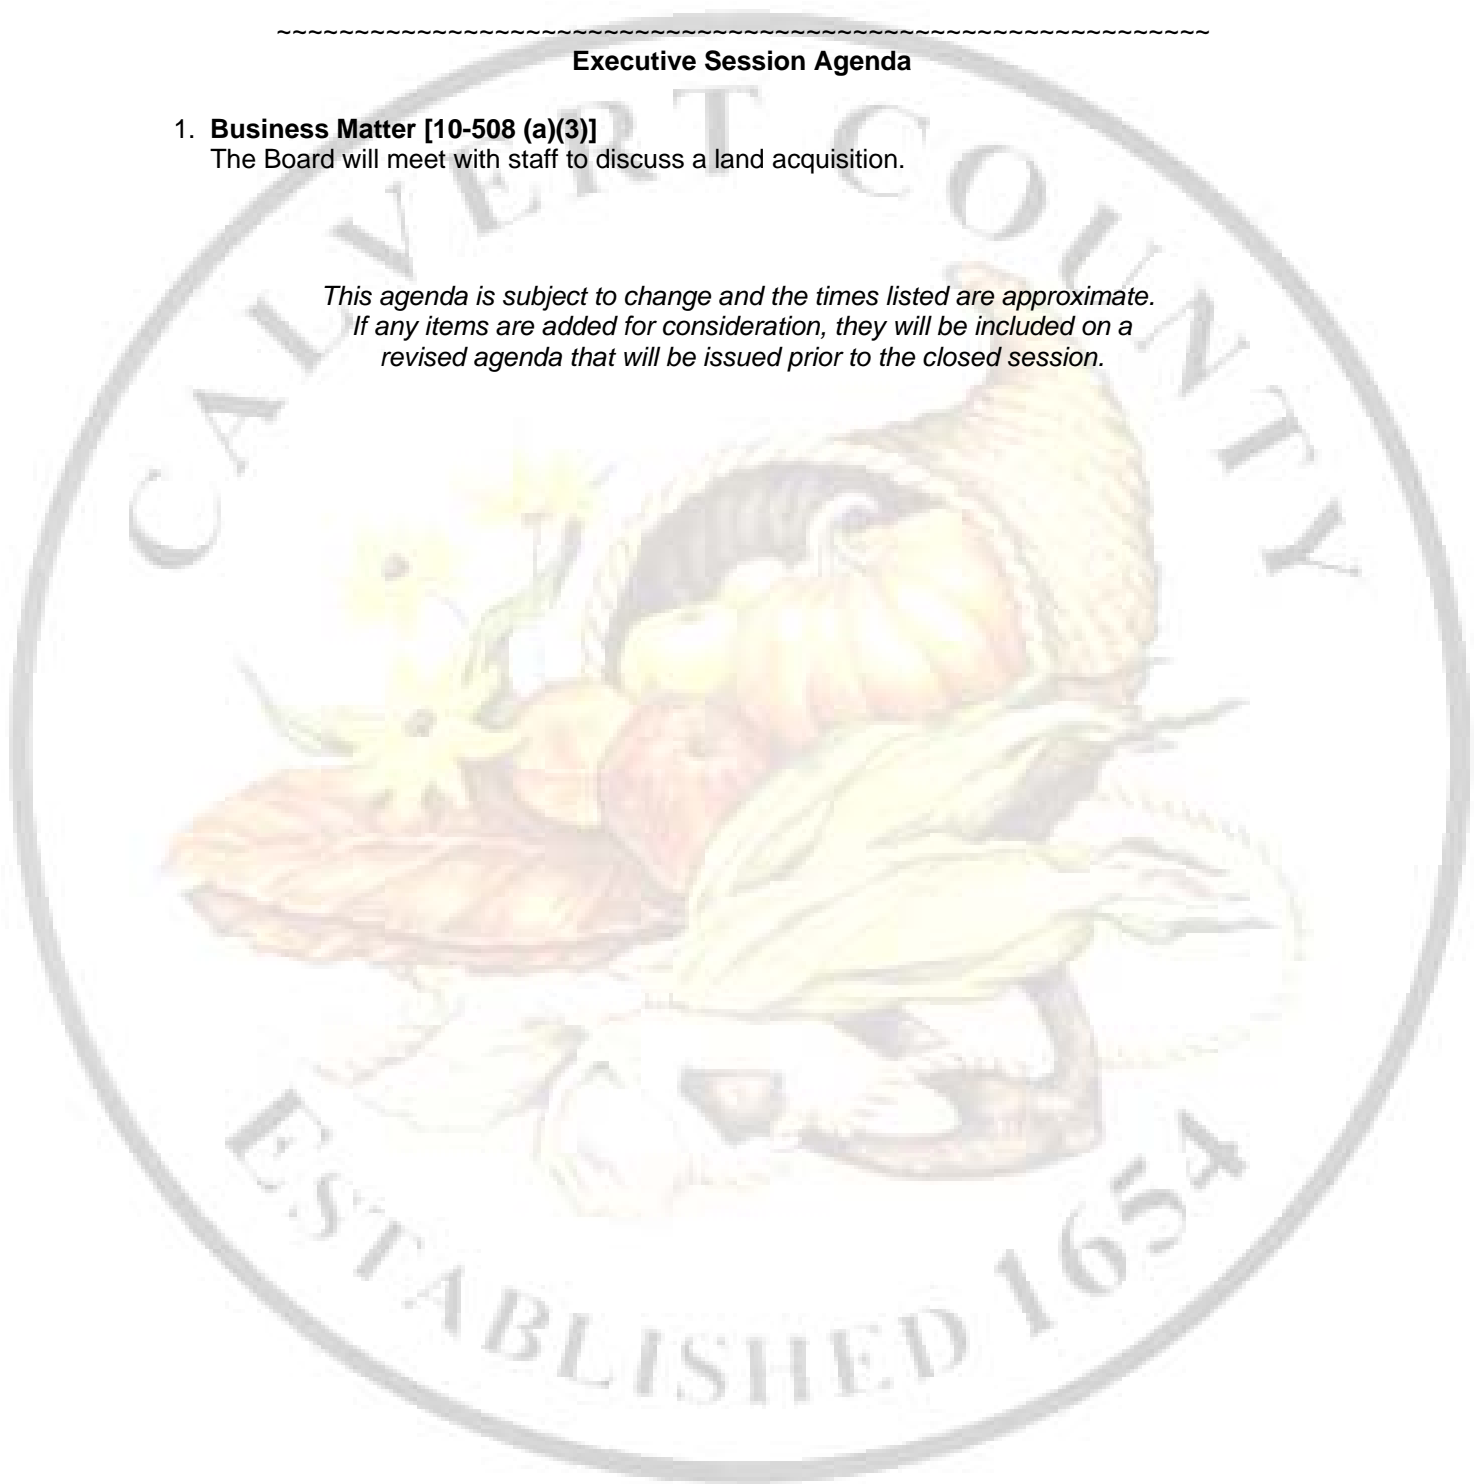 ~~~~~~~~~~~~~~~~~~~~~~~~~~~~~~~~~~~~~~~~~~~~~~~~~~~~~~~~~~~~
Executive Session Agenda
1. Business Matter [10-508 (a)(3)]
The Board will meet with staff to discuss a land acquisition.
This agenda is subject to change and the times listed are approximate.
If any items are added for consideration, they will be included on a
revised agenda that will be issued prior to the closed session.
CALVERT COUNTY
ESTABLISHED 1654